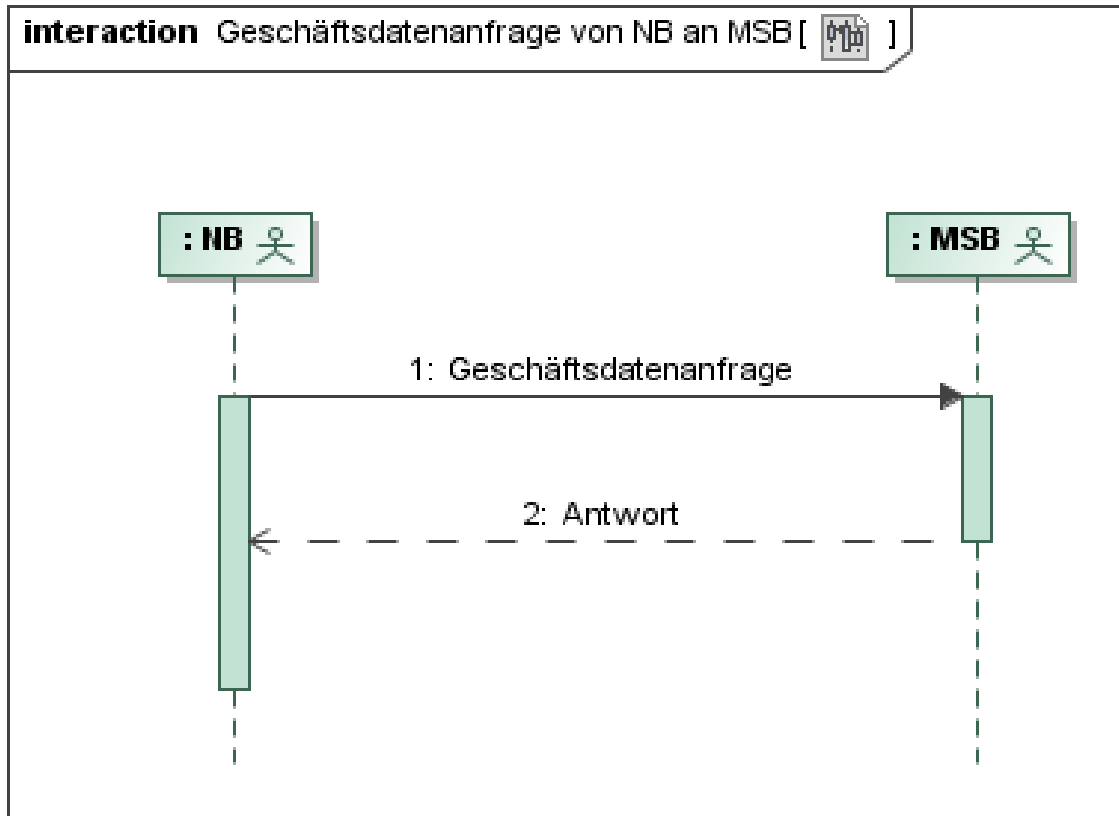 interaction Geschäftsdatenanfrage von NB an MSB [ ]
: NB
: MSB
1: Geschäftsdatenanfrage
2: Antwort